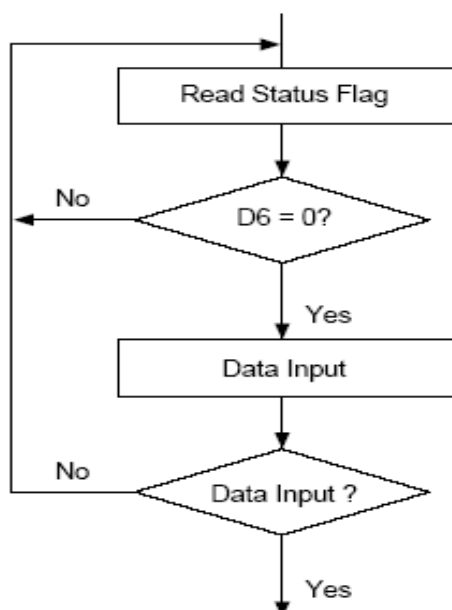 Read Status Flag
No
D6 = 0?
Yes
Data Input
No
Data Input ?
Yes